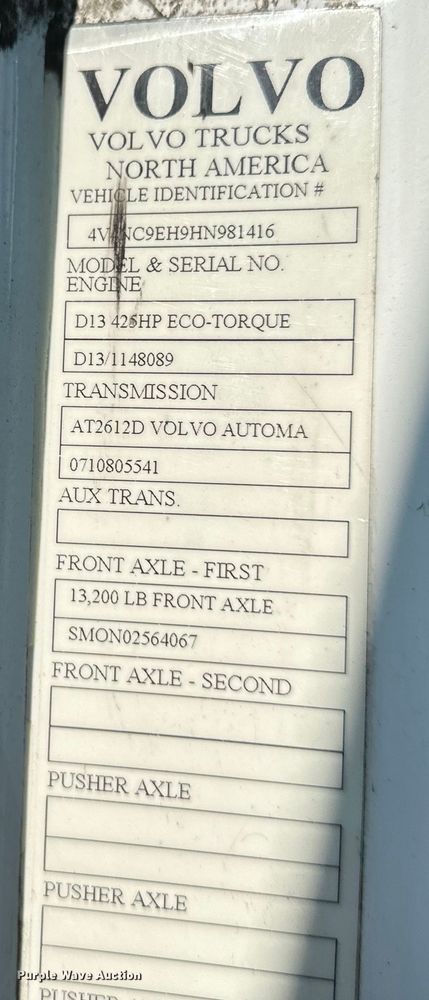 VOLVO
VOLVO TRUCKS
NORTH AMERICA
VEHICLE IDENTIFICATION #
4V4NC9EH9HN981416
MODEL & SERIAL NO.
ENGINE
D13 425HP ECO-TORQUE
D13/1148089
TRANSMISSION
AT2612D VOLVO AUTOMA
0710805541
AUX TRANS.
FRONT AXLE - FIRST
13,200 LB FRONT AXLE
SMON02564067
FRONT AXLE - SECOND
PUSHER AXLE
PUSHER AXLE
PUSHER AXLE
Purple Wave Auction